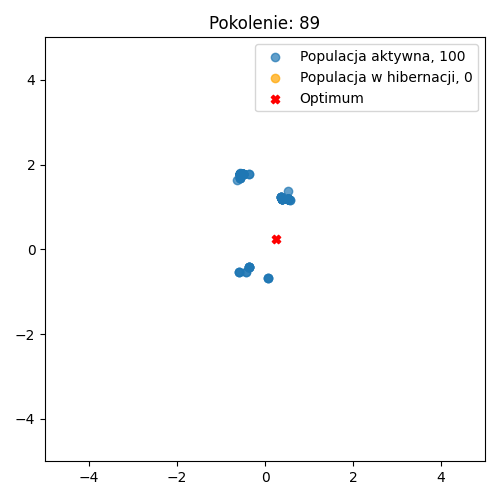 Pokolenie: 89
Populacja aktywna, 100
Populacja w hibernacji, 0
Optimum
4
2
0
−2
−4
−4 −2 0 2 4